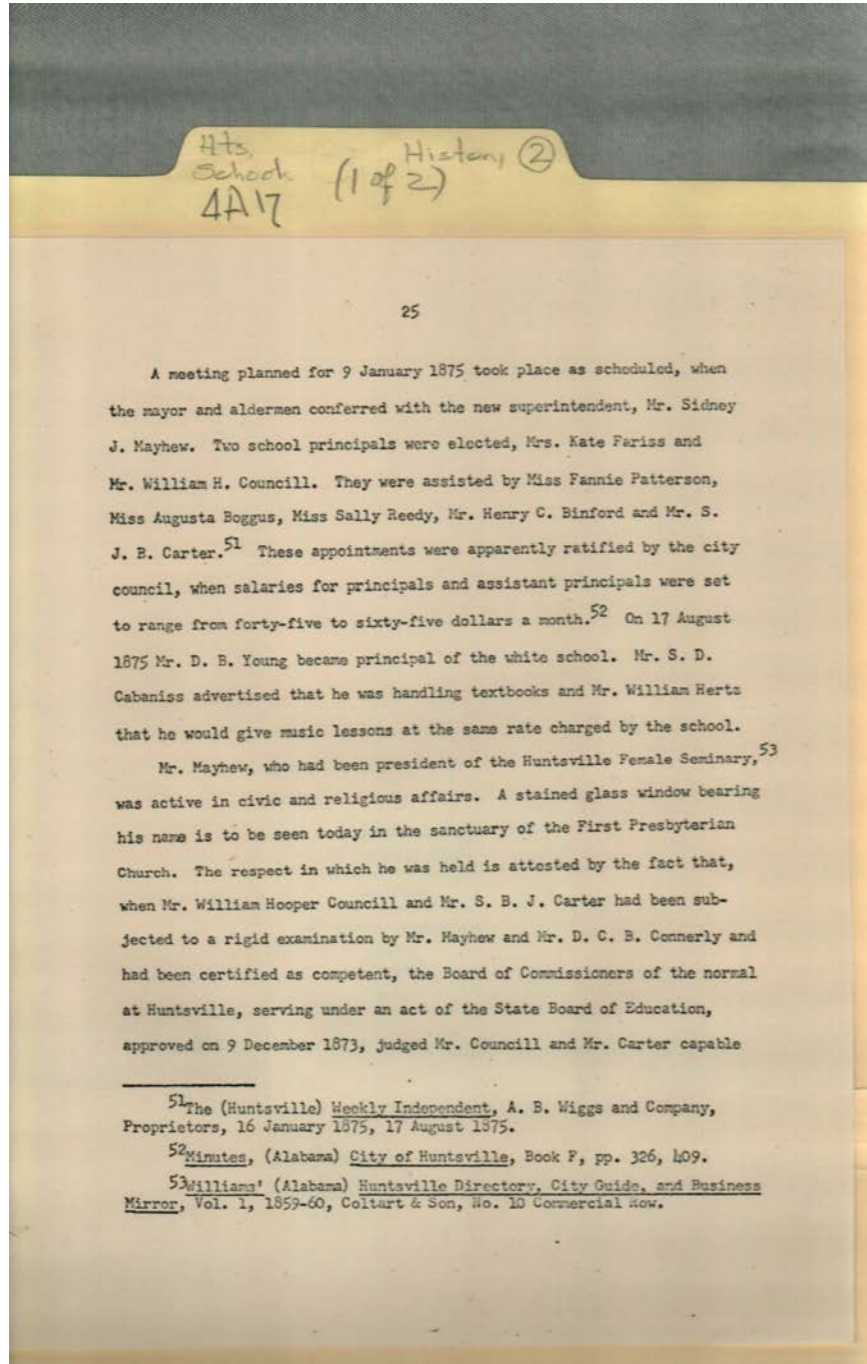 Hts. History ②
School (1 of 2)
4A17
25
A meeting planned for 9 January 1875 took place as scheduled, when
the mayor and aldermen conferred with the new superintendent, Mr. Sidney
J. Mayhew. Two school principals were elected, Mrs. Kate Fariss and
Mr. William H. Councill. They were assisted by Miss Fannie Patterson,
Miss Augusta Boggus, Miss Sally Reedy, Mr. Henry C. Binford and Mr. S.
J. B. Carter.51 These appointments were apparently ratified by the city
council, when salaries for principals and assistant principals were set
to range from forty-five to sixty-five dollars a month.52 On 17 August
1875 Mr. D. B. Young became principal of the white school. Mr. S. D.
Cabaniss advertised that he was handling textbooks and Mr. William Hertz
that he would give music lessons at the same rate charged by the school.
Mr. Mayhew, who had been president of the Huntsville Female Seminary,53
was active in civic and religious affairs. A stained glass window bearing
his name is to be seen today in the sanctuary of the First Presbyterian
Church. The respect in which he was held is attested by the fact that,
when Mr. William Hooper Councill and Mr. S. B. J. Carter had been sub-
jected to a rigid examination by Mr. Mayhew and Mr. D. C. B. Connerly and
had been certified as competent, the Board of Commissioners of the normal
at Huntsville, serving under an act of the State Board of Education,
approved on 9 December 1873, judged Mr. Councill and Mr. Carter capable
51The (Huntsville) Weekly Independent, A. B. Wiggs and Company,
Proprietors, 16 January 1875, 17 August 1875.
52Minutes, (Alabama) City of Huntsville, Book F, pp. 326, 409.
53Williams' (Alabama) Huntsville Directory, City Guide, and Business
Mirror, Vol. 1, 1859-60, Coltart & Son, No. 10 Commercial Row.